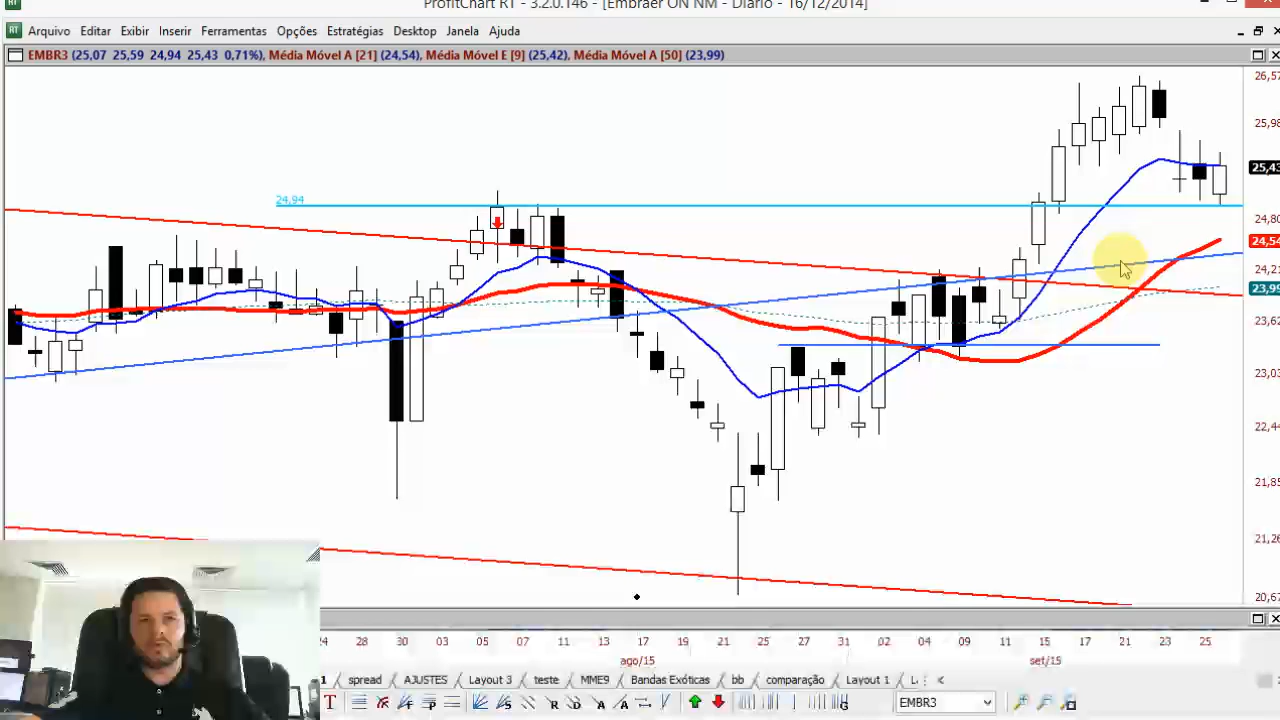 ProfitChart RT - 3.2.0.146 - [Embraer ON NM - Diário - 16/12/2014]
RT Arquivo Editar Exibir Inserir Ferramentas Opções Estratégias Desktop Janela Ajuda
EMBR3 (25,07 25,59 24,94 25,43 0,71%), Média Móvel A [21] (24,54), Média Móvel E [9] (25,42), Média Móvel A [50] (23,99)
26,57
25,98
25,43
24,94
24,80
24,54
24,21
23,99
23,62
23,03
22,44
21,85
21,26
20,67
24 28 30 03 05 07 11 13 17 19 21 25 27 31 02 04 09 11 15 17 21 23 25
ago/15 set/15
1 spread AJUSTES Layout 3 teste MME9 Bandas Exóticas bb comparação Layout 1
EMBR3